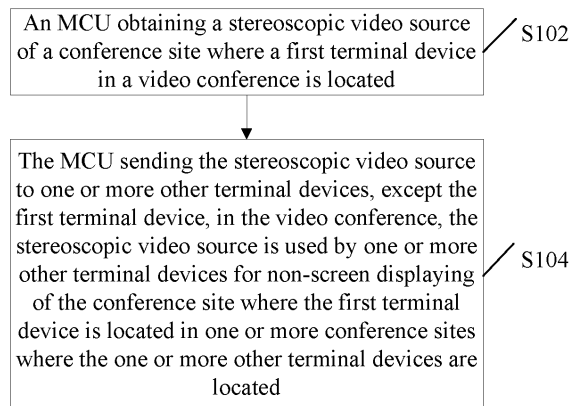 An MCU obtaining a stereoscopic video source
of a conference site where a first terminal device
in a video conference is located
S102
The MCU sending the stereoscopic video source
to one or more other terminal devices, except the
first terminal device, in the video conference, the
stereoscopic video source is used by one or more
other terminal devices for non-screen displaying
of the conference site where the first terminal
device is located in one or more conference sites
where the one or more other terminal devices are
located
S104